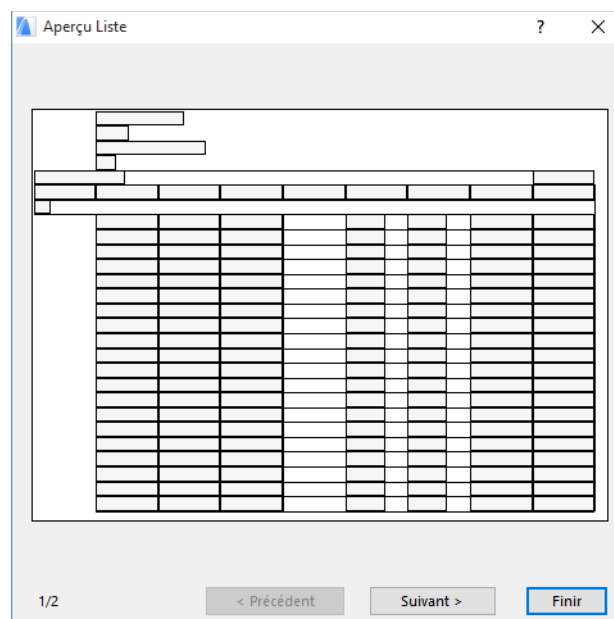 Aperçu Liste ?
1/2 < Précédent Suivant > Finir